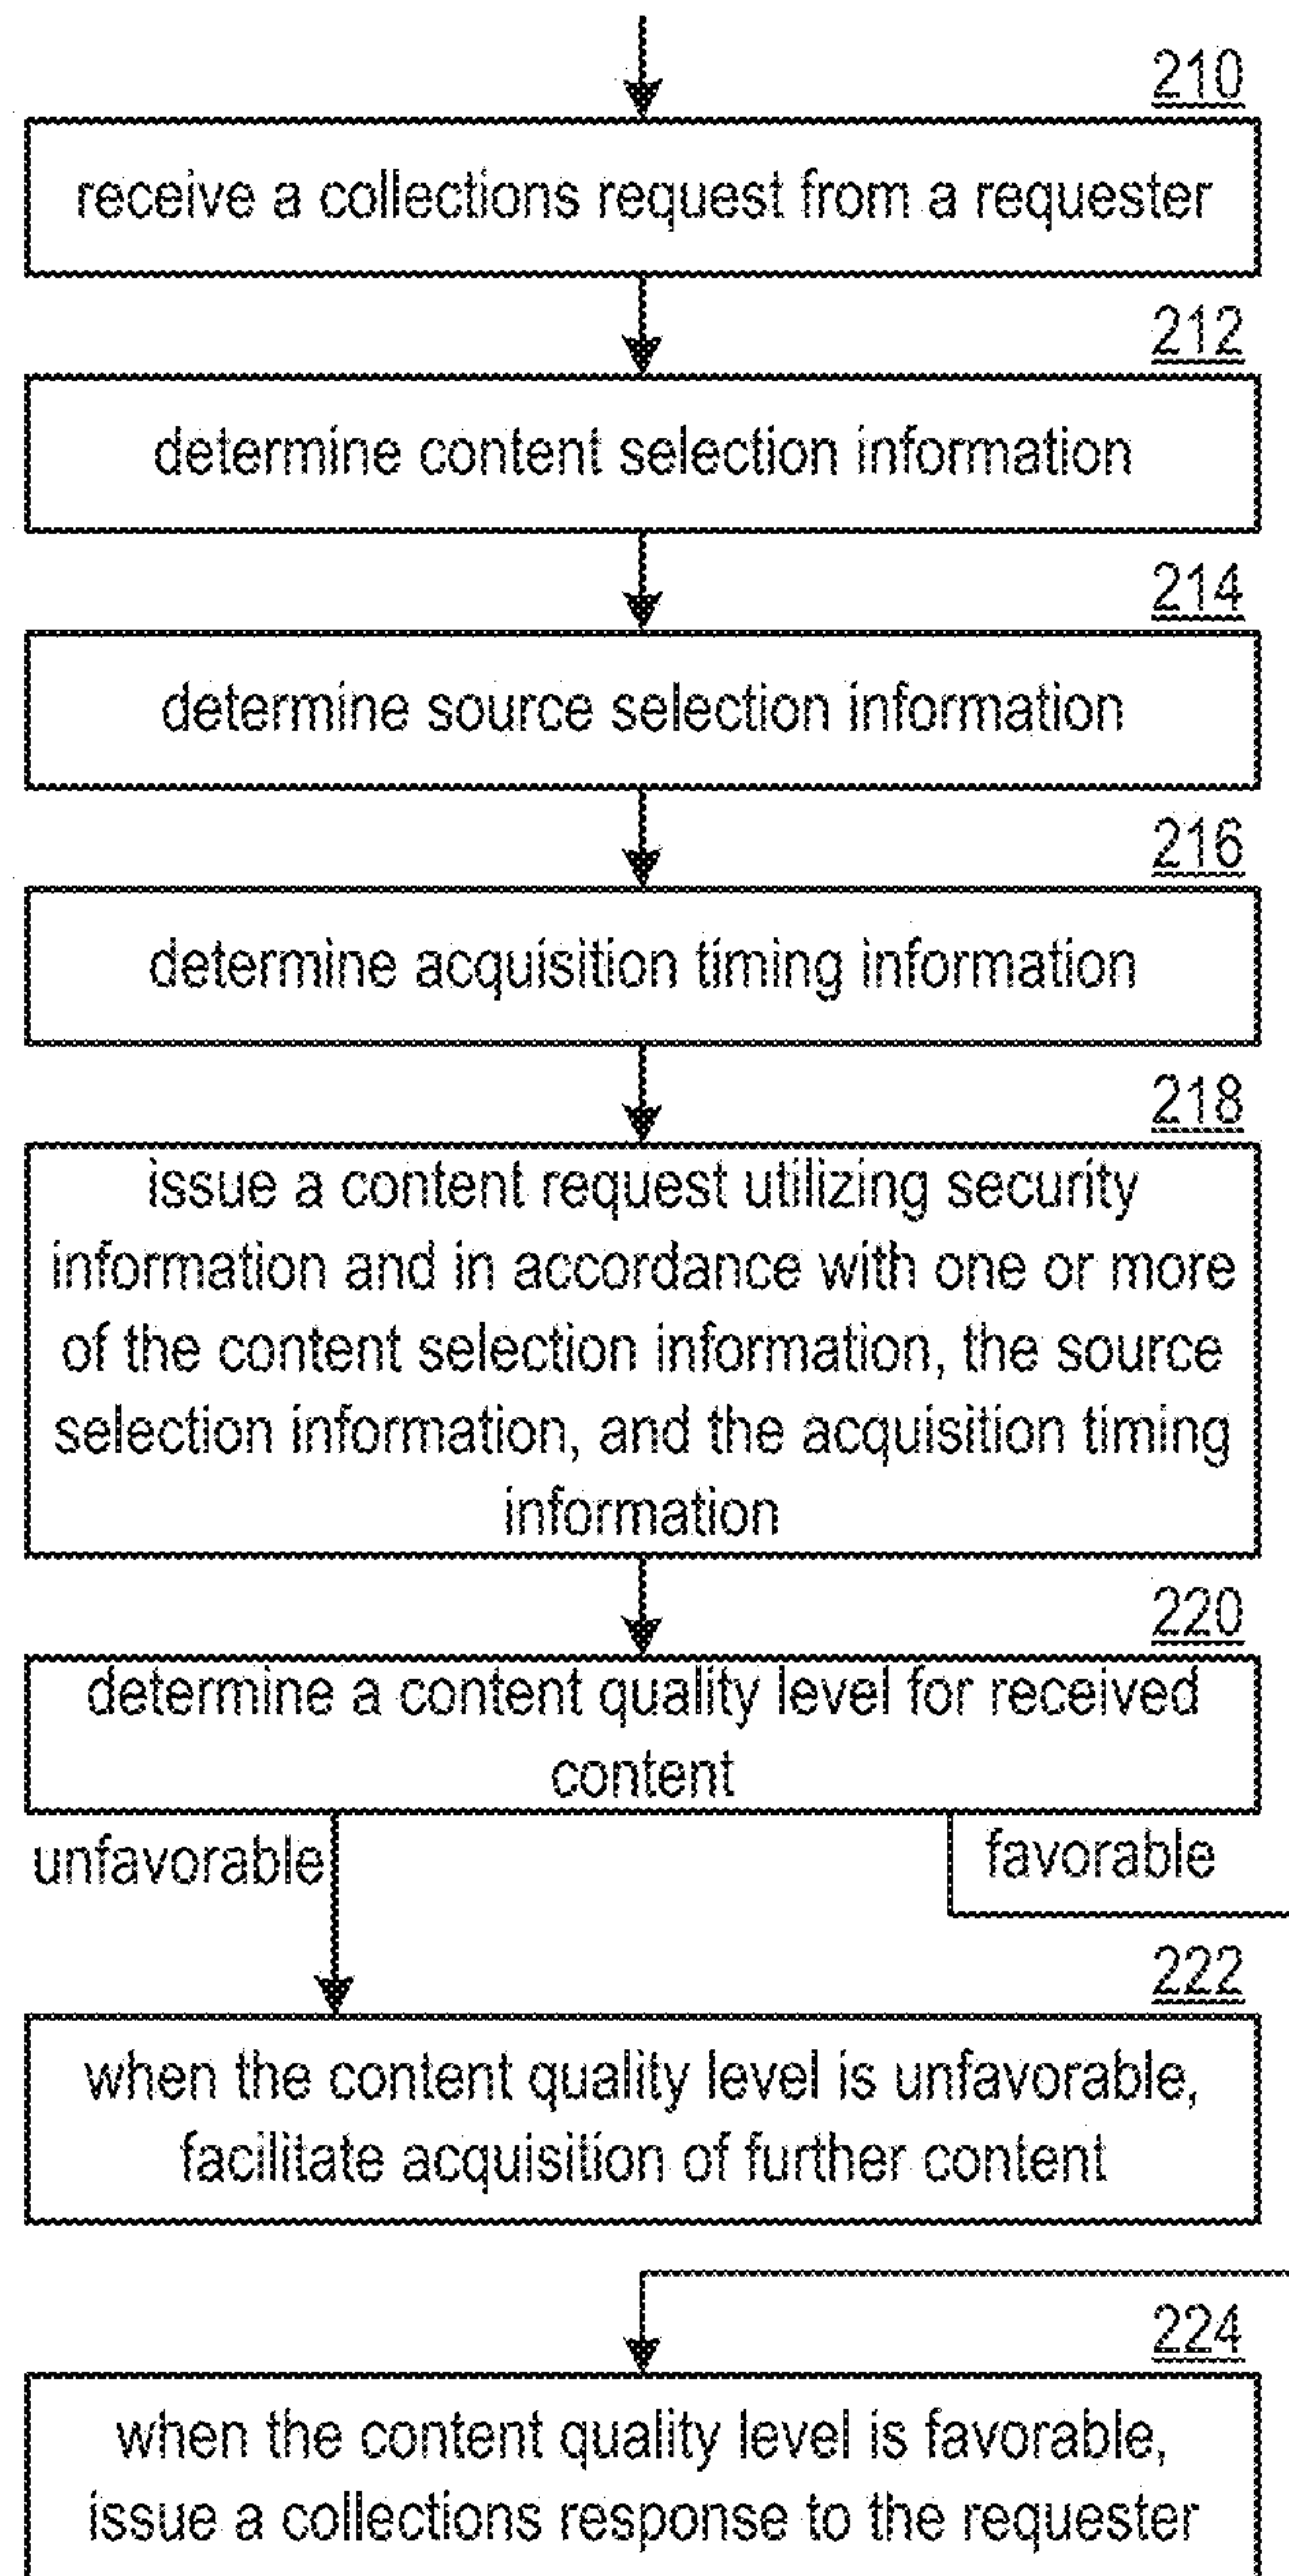 210
receive a collections request from a requester
212
determine content selection information
214
determine source selection information
216
determine acquisition timing information
218
issue a content request utilizing security
information and in accordance with one or more
of the content selection information, the source
selection information, and the acquisition timing
information
220
determine a content quality level for received
content
unfavorable
favorable
222
when the content quality level is unfavorable,
facilitate acquisition of further content
224
when the content quality level is favorable,
issue a collections response to the requester